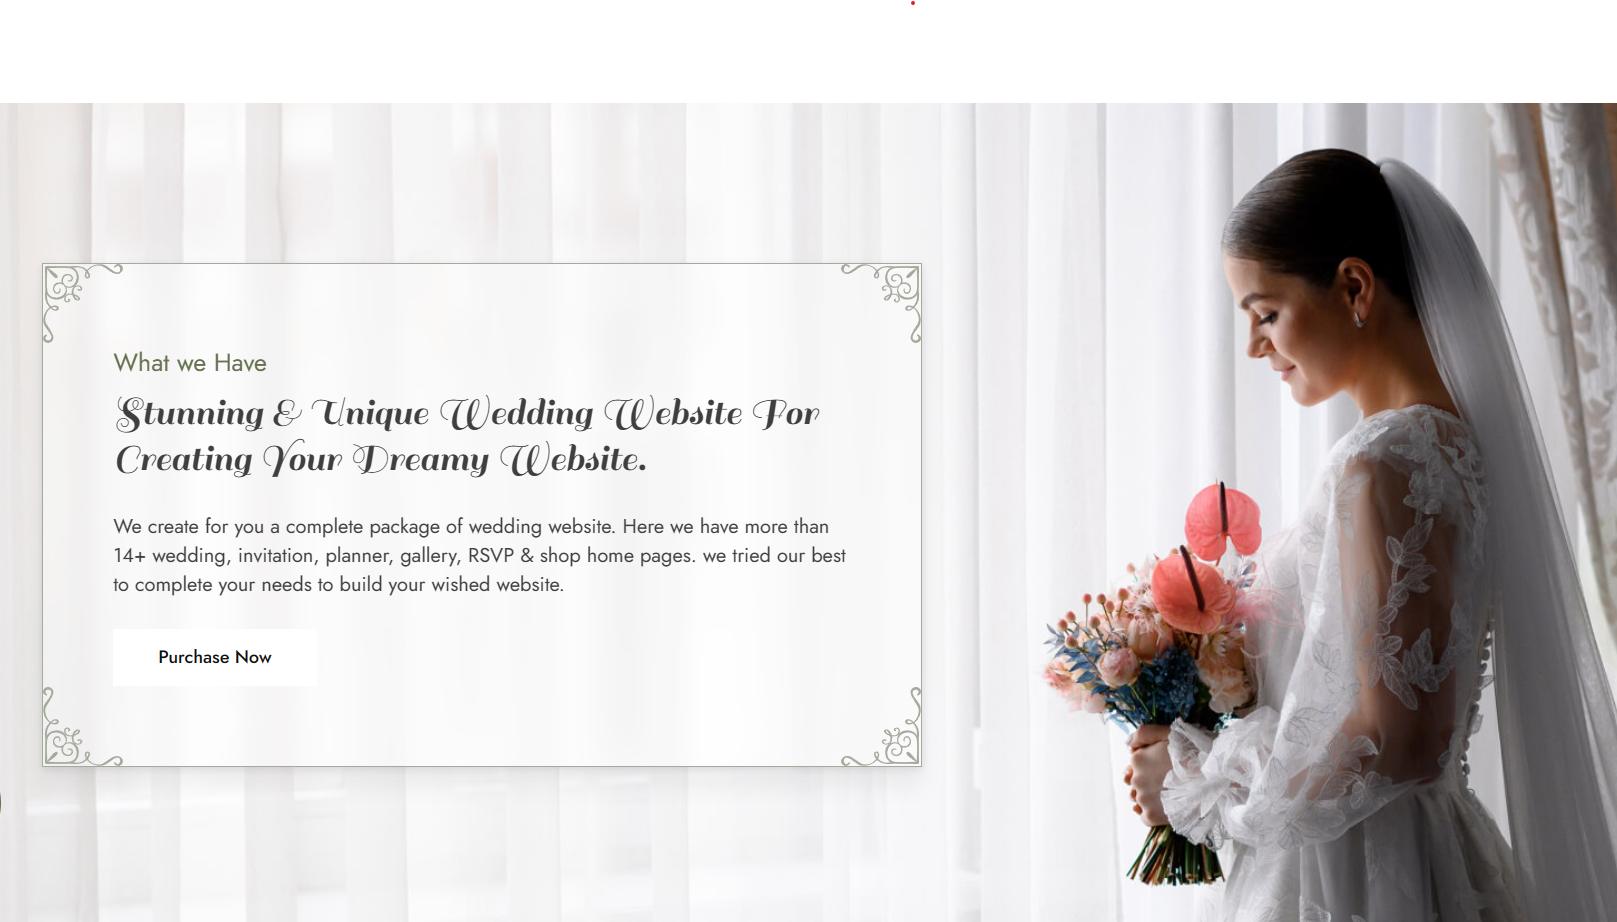 What we Have
Stunning & Unique Wedding Website For
Creating Your Dreamy Website.
We create for you a complete package of wedding website. Here we have more than
14+ wedding, invitation, planner, gallery, RSVP & shop home pages. we tried our best
to complete your needs to build your wished website.
Purchase Now